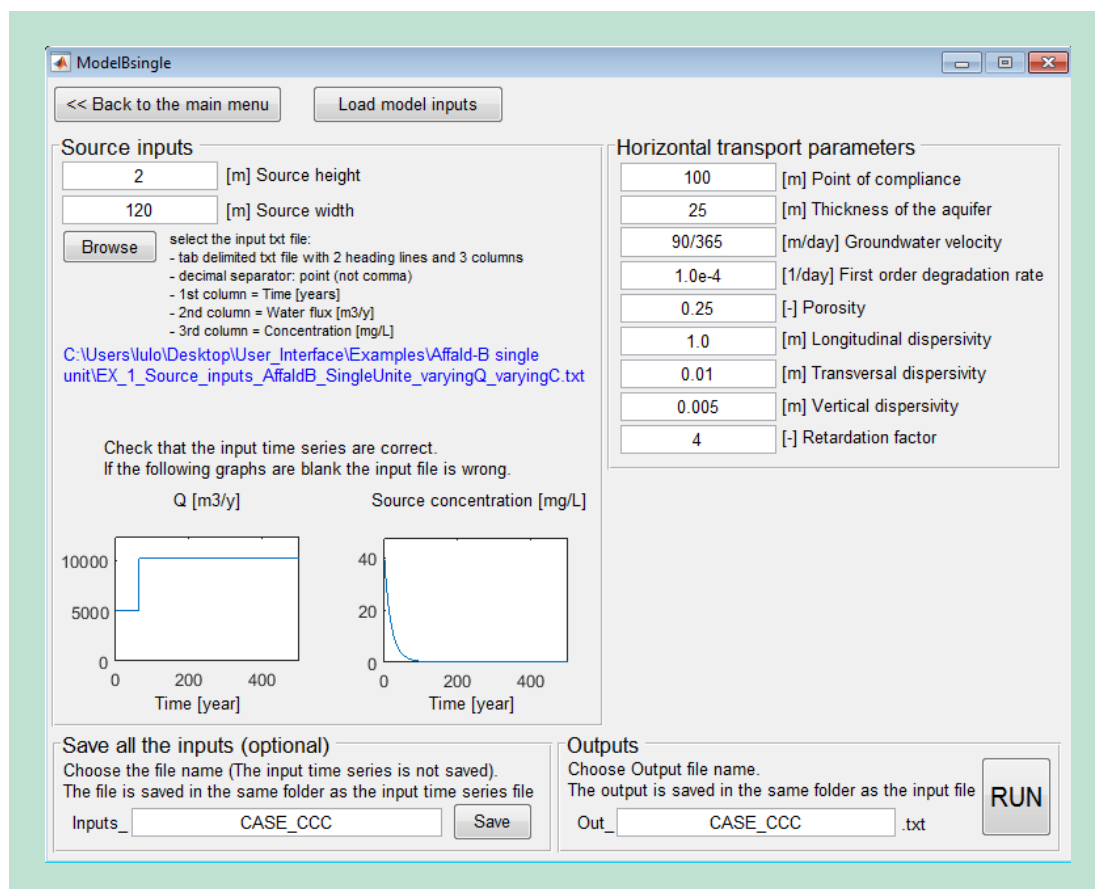 ModelBsingle
<< Back to the main menu
Load model inputs
Source inputs
2 [m] Source height
120 [m] Source width
Browse
select the input txt file:
- tab delimited txt file with 2 heading lines and 3 columns
- decimal separator: point (not comma)
- 1st column = Time [years]
- 2nd column = Water flux [m3/y]
- 3rd column = Concentration [mg/L]
C:\Users\lulo\Desktop\User_Interface\Examples\Affald-B single
unit\EX_1_Source_inputs_AffaldB_SingleUnite_varyingQ_varyingC.txt
Check that the input time series are correct.
If the following graphs are blank the input file is wrong.
Q [m3/y]
10000
5000
0
0 200 400
Time [year]
Source concentration [mg/L]
40
20
0
0 200 400
Time [year]
Horizontal transport parameters
100 [m] Point of compliance
25 [m] Thickness of the aquifer
90/365 [m/day] Groundwater velocity
1.0e-4 [1/day] First order degradation rate
0.25 [-] Porosity
1.0 [m] Longitudinal dispersivity
0.01 [m] Transversal dispersivity
0.005 [m] Vertical dispersivity
4 [-] Retardation factor
Save all the inputs (optional)
Choose the file name (The input time series is not saved).
The file is saved in the same folder as the input time series file
Inputs_ CASE_CCC Save
Outputs
Choose Output file name.
The output is saved in the same folder as the input file
Out_ CASE_CCC .txt
RUN